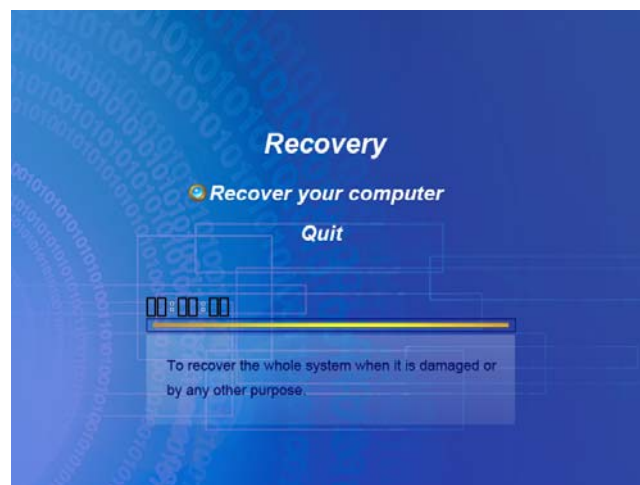 Recovery
Recover your computer
Quit
00:00:00
To recover the whole system when it is damaged or
by any other purpose.